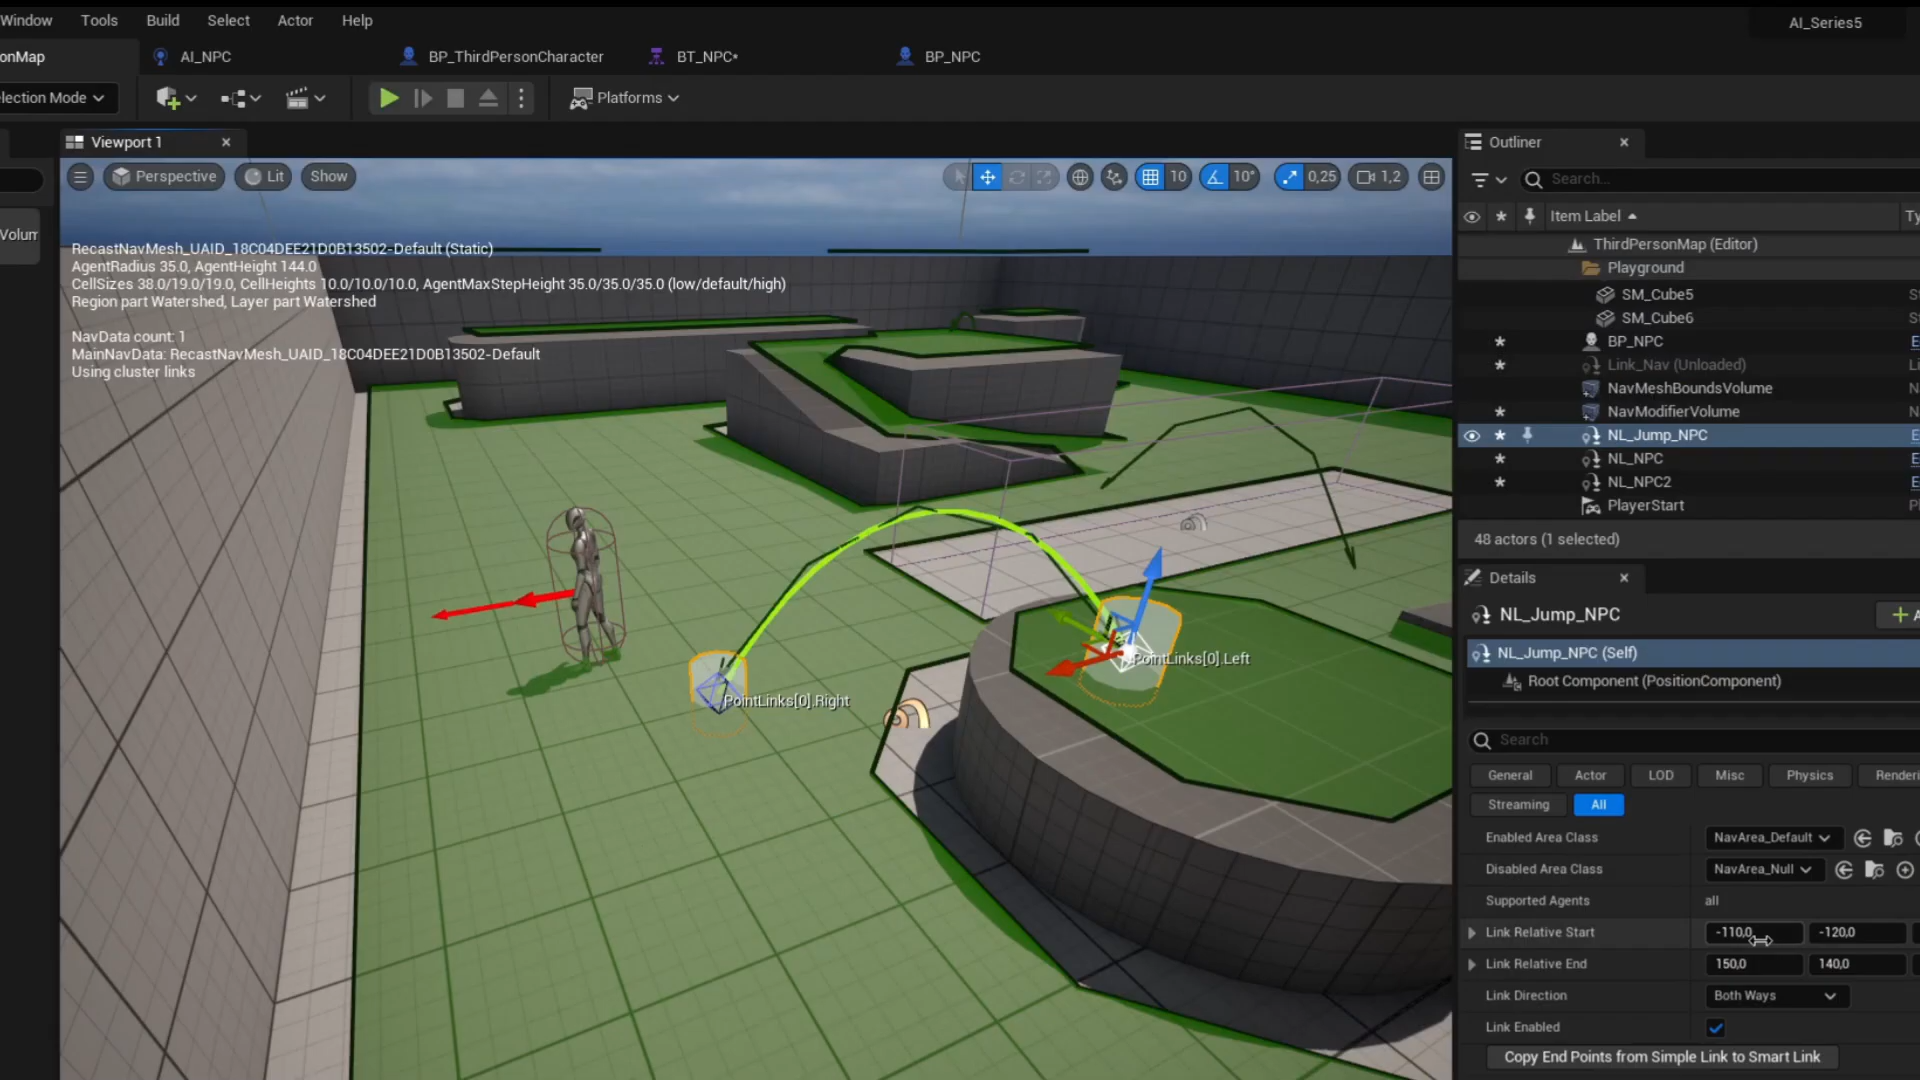 Window Tools Build Select Actor Help
AI_Series5
onMap AI_NPC BP_ThirdPersonCharacter BT_NPC* BP_NPC
election Mode Platforms
Viewport 1
Perspective Lit Show 10 10° 0,25 1,2
Volum
RecastNavMesh_UAID_18C04DEE21D0B13502-Default (Static)
AgentRadius 35.0, AgentHeight 144.0
CellSizes 38.0/19.0/19.0, CellHeights 10.0/10.0/10.0, AgentMaxStepHeight 35.0/35.0/35.0 (low/default/high)
Region part Watershed, Layer part Watershed
NavData count: 1
MainNavData: RecastNavMesh_UAID_18C04DEE21D0B13502-Default
Using cluster links
PointLinks[0].Left
PointLinks[0].Right
Outliner
Search...
Item Label Ty
ThirdPersonMap (Editor)
Playground
SM_Cube5 S
SM_Cube6 S
BP_NPC E
Link_Nav (Unloaded) Li
NavMeshBoundsVolume N
NavModifierVolume N
NL_Jump_NPC E
NL_NPC E
NL_NPC2 E
PlayerStart Pl
48 actors (1 selected)
Details
NL_Jump_NPC + A
NL_Jump_NPC (Self)
Root Component (PositionComponent)
Search
General Actor LOD Misc Physics Renderi
Streaming All
Enabled Area Class NavArea_Default
Disabled Area Class NavArea_Null
Supported Agents all
Link Relative Start -110,0 -120,0
Link Relative End 150,0 140,0
Link Direction Both Ways
Link Enabled
Copy End Points from Simple Link to Smart Link